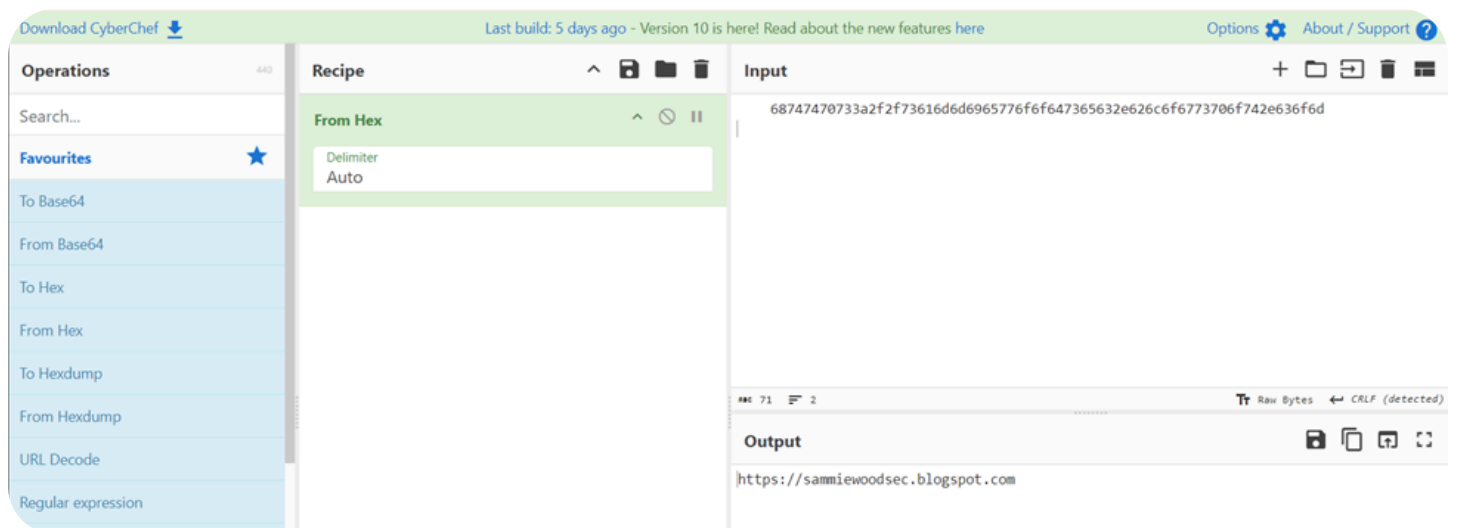 Download CyberChef
Last build: 5 days ago - Version 10 is here! Read about the new features here
Options
About / Support
Operations
440
Search...
Favourites
To Base64
From Base64
To Hex
From Hex
To Hexdump
From Hexdump
URL Decode
Regular expression
Recipe
From Hex
Delimiter
Auto
Input
68747470733a2f2f73616d6d6965776f6f647365632e626c6f6773706f742e636f6d
ABC 71 2
Tт Raw Bytes CRLF (detected)
Output
https://sammiewoodsec.blogspot.com